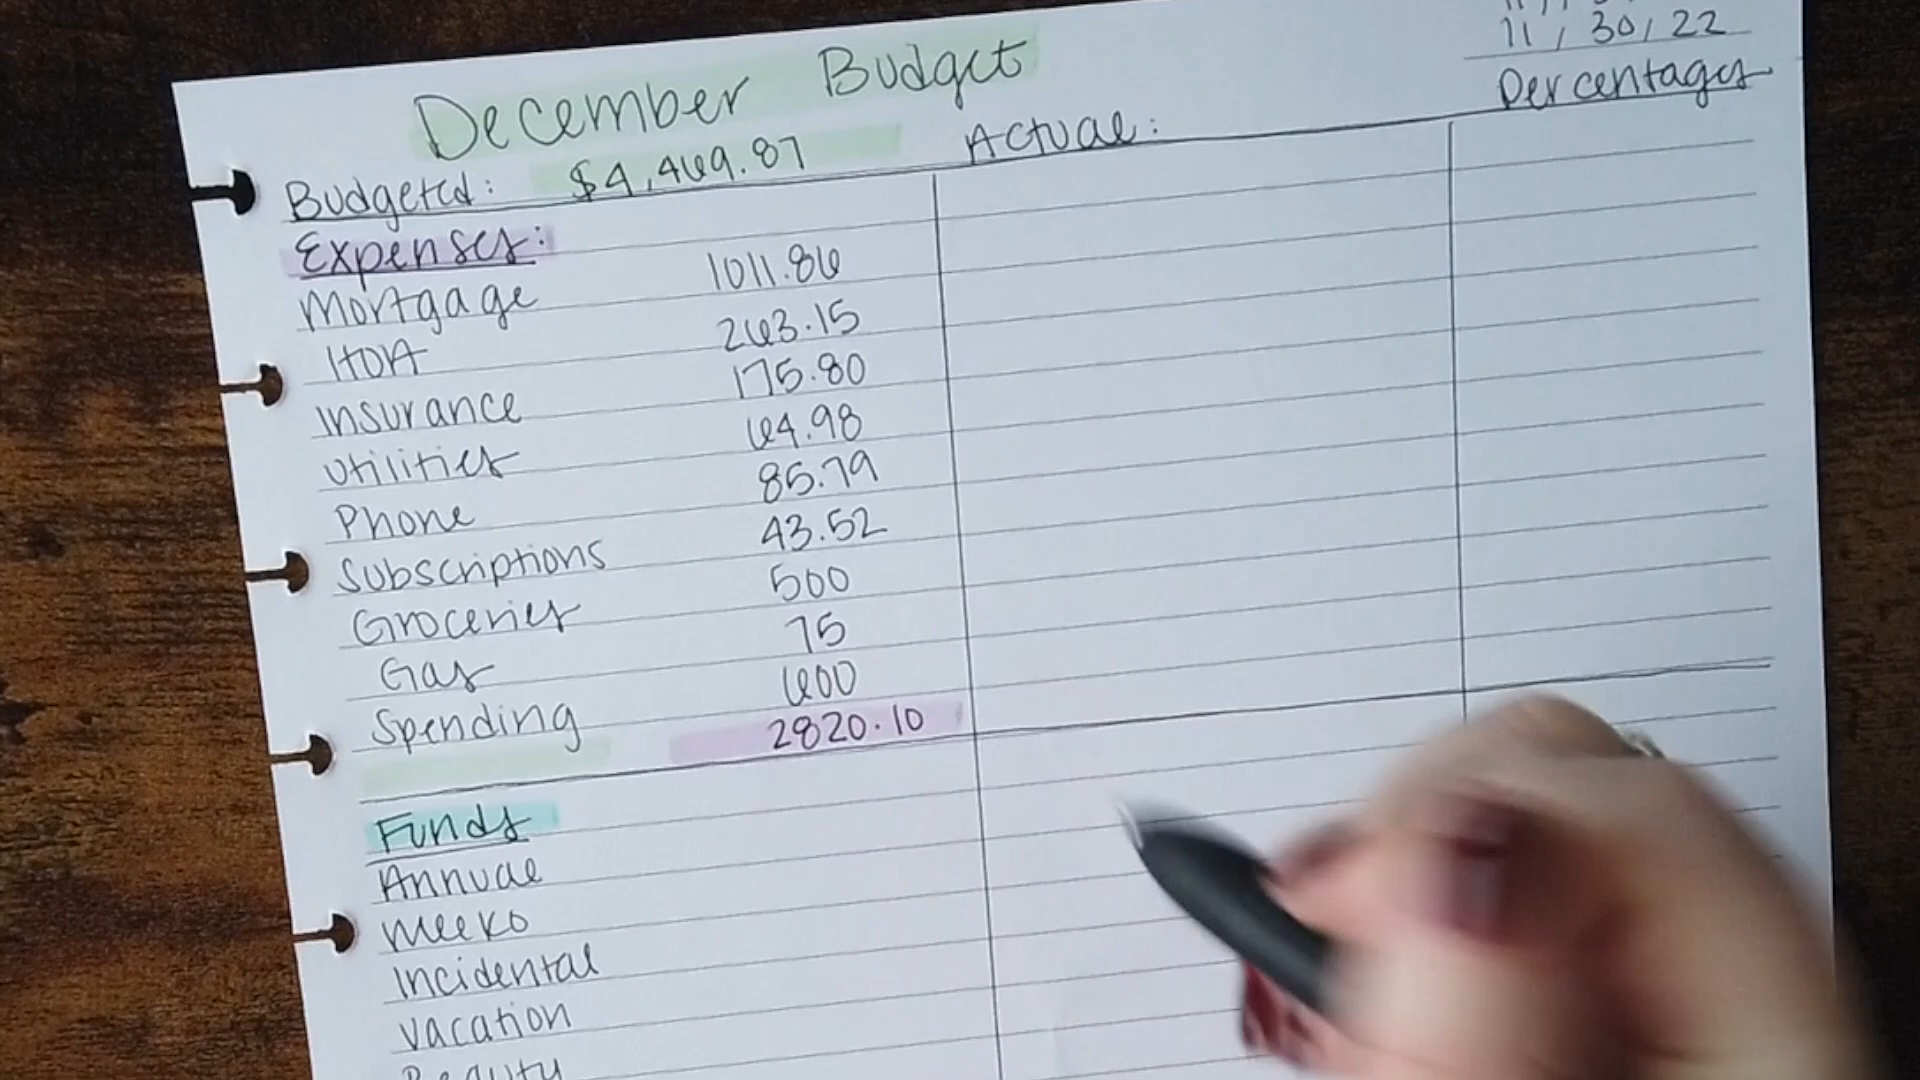 11/30/22
December Budget
Percentages
Budgeted: $4,469.87 Actual:
Expenses:
Mortgage 1011.86
HOA 263.15
Insurance 175.80
Utilities 64.98
Phone 85.79
Subscriptions 43.52
Groceries 500
Gas 75
Spending 600
2820.10
Funds
Annual
Meeko
Incidental
Vacation
Beauty